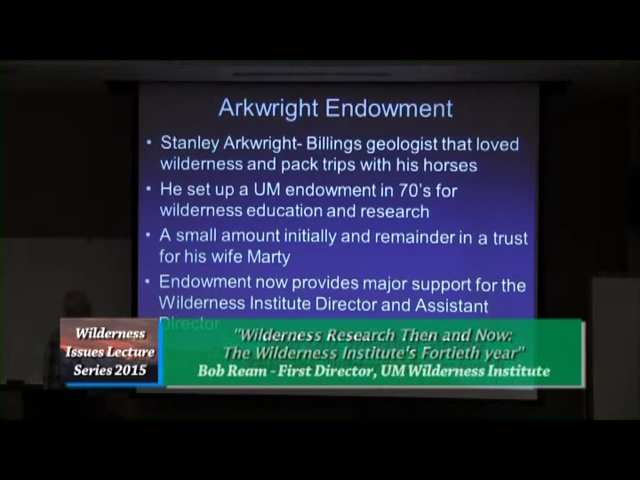 Arkwright Endowment
• Stanley Arkwright- Billings geologist that loved
wilderness and pack trips with his horses
• He set up a UM endowment in 70's for
wilderness education and research
• A small amount initially and remainder in a trust
for his wife Marty
• Endowment now provides major support for the
Wilderness Institute Director and Assistant
Director
Wilderness
Issues Lecture
Series 2015
"Wilderness Research Then and Now:
The Wilderness Institute's Fortieth year"
Bob Ream - First Director, UM Wilderness Institute